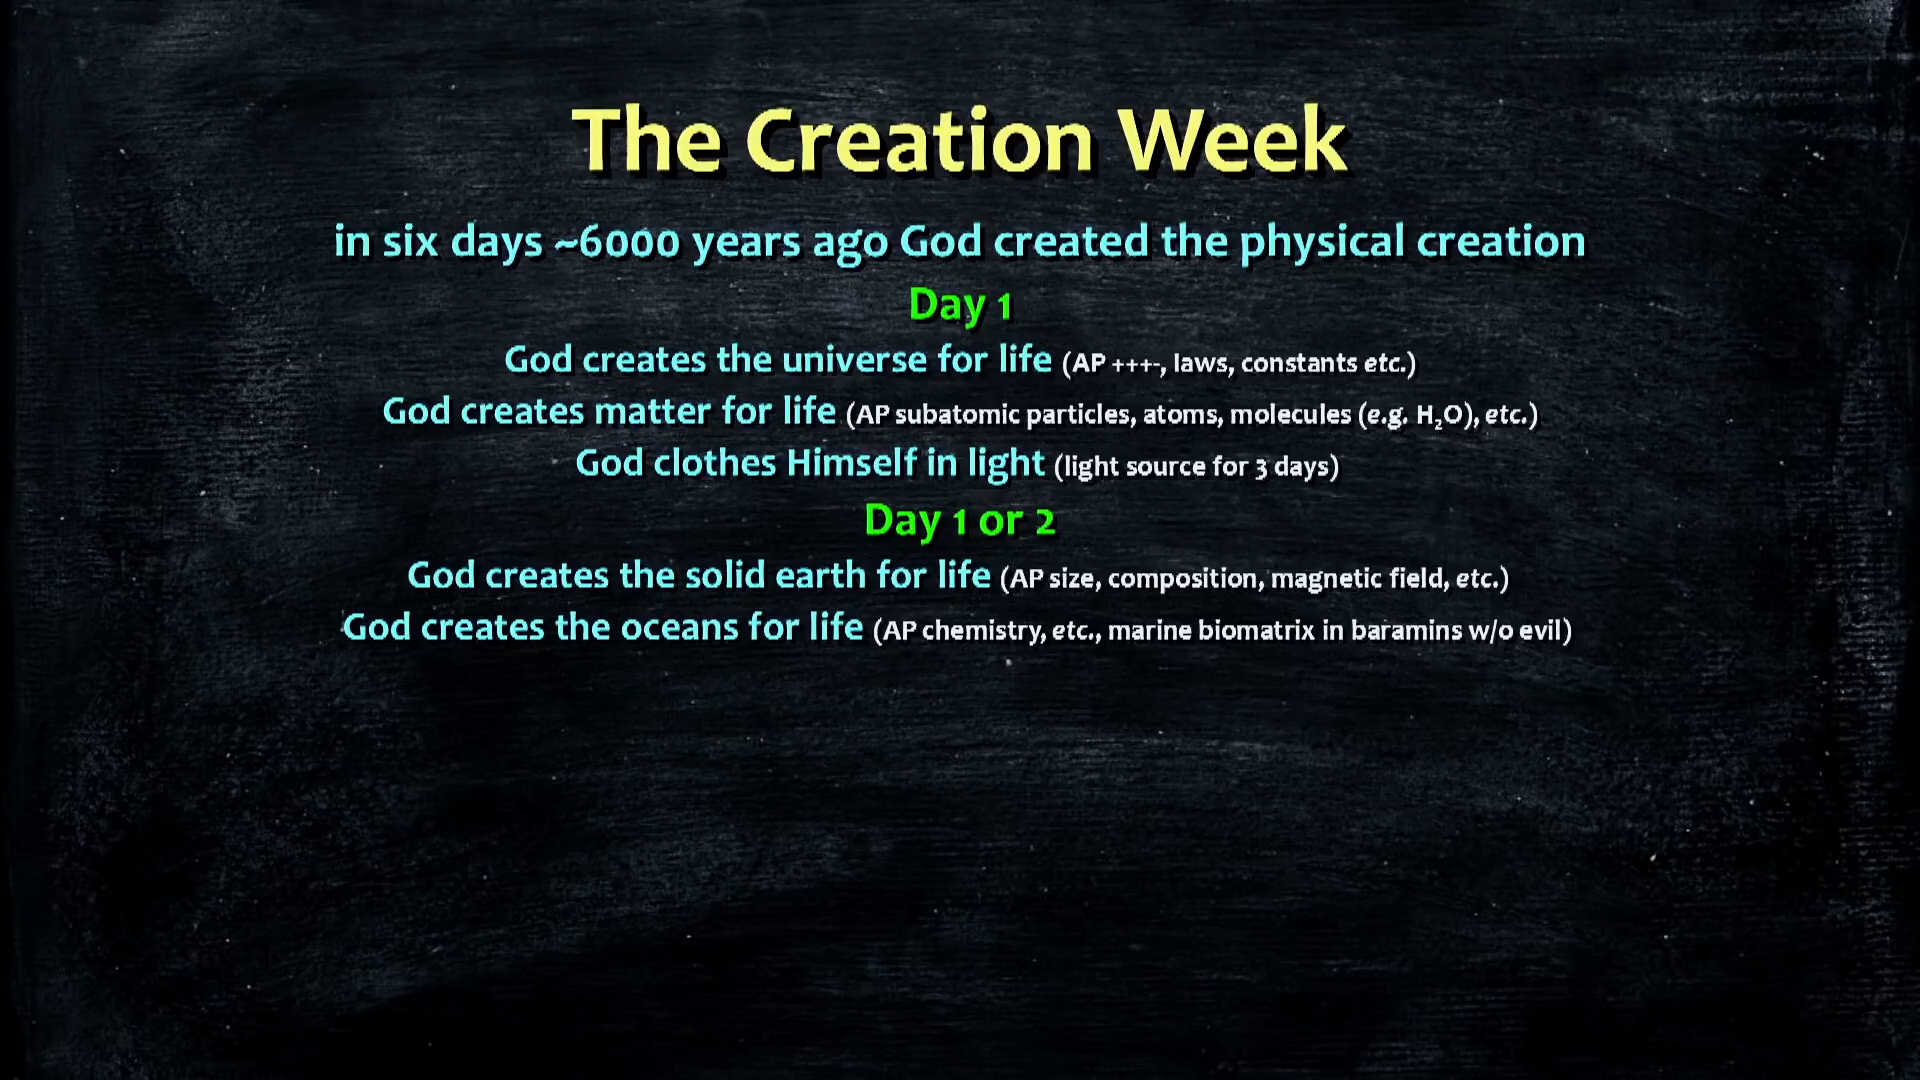 The Creation Week
in six days ~6000 years ago God created the physical creation
Day 1
God creates the universe for life (AP +++-, laws, constants etc.)
God creates matter for life (AP subatomic particles, atoms, molecules (e.g. H₂O), etc.)
God clothes Himself in light (light source for 3 days)
Day 1 or 2
God creates the solid earth for life (AP size, composition, magnetic field, etc.)
God creates the oceans for life (AP chemistry, etc., marine biomatrix in baramins w/o evil)